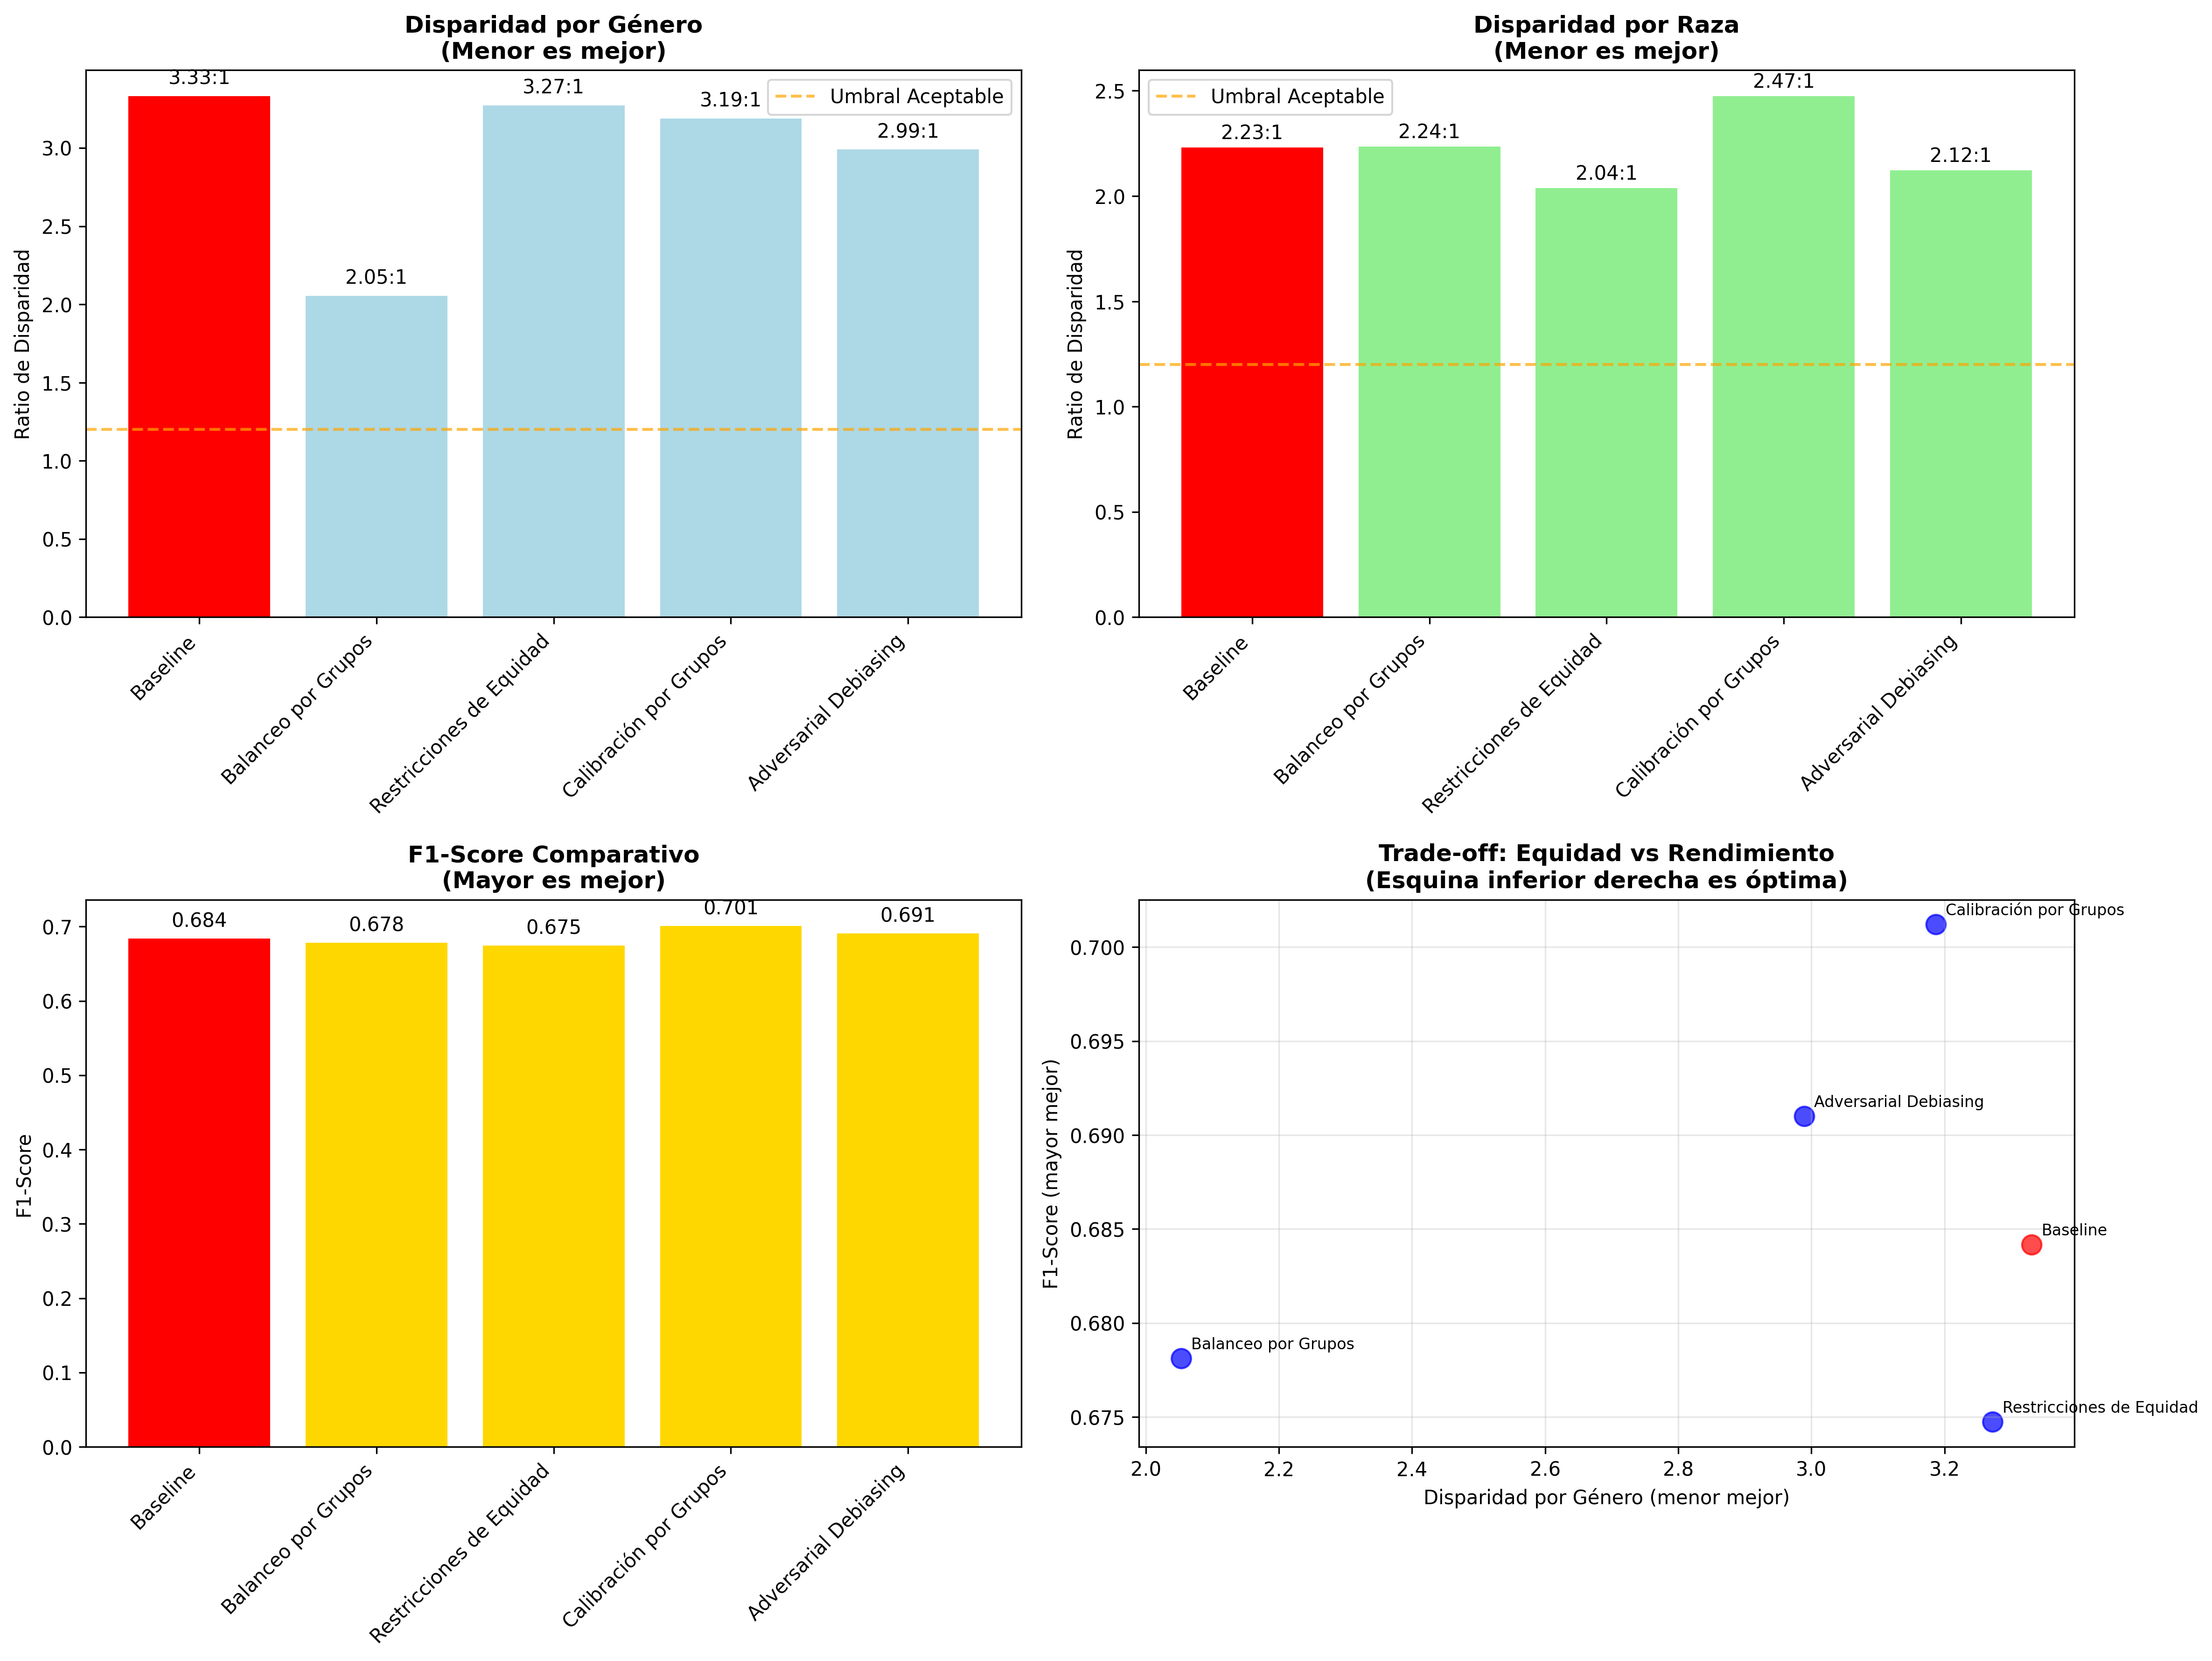 Disparidad por Género
(Menor es mejor)
Ratio de Disparidad
3.0
2.5
2.0
1.5
1.0
0.5
0.0
3.33:1
2.05:1
3.27:1
3.19:1
2.99:1
Umbral Aceptable
Baseline
Balanceo por Grupos
Restricciones de Equidad
Calibración por Grupos
Adversarial Debiasing
Disparidad por Raza
(Menor es mejor)
Ratio de Disparidad
2.5
2.0
1.5
1.0
0.5
0.0
Umbral Aceptable
2.23:1
2.24:1
2.04:1
2.47:1
2.12:1
Baseline
Balanceo por Grupos
Restricciones de Equidad
Calibración por Grupos
Adversarial Debiasing
F1-Score Comparativo
(Mayor es mejor)
F1-Score
0.7
0.6
0.5
0.4
0.3
0.2
0.1
0.0
0.684
0.678
0.675
0.701
0.691
Baseline
Balanceo por Grupos
Restricciones de Equidad
Calibración por Grupos
Adversarial Debiasing
Trade-off: Equidad vs Rendimiento
(Esquina inferior derecha es óptima)
F1-Score (mayor mejor)
0.700
0.695
0.690
0.685
0.680
0.675
Calibración por Grupos
Adversarial Debiasing
Baseline
Balanceo por Grupos
Restricciones de Equidad
2.0
2.2
2.4
2.6
2.8
3.0
3.2
Disparidad por Género (menor mejor)